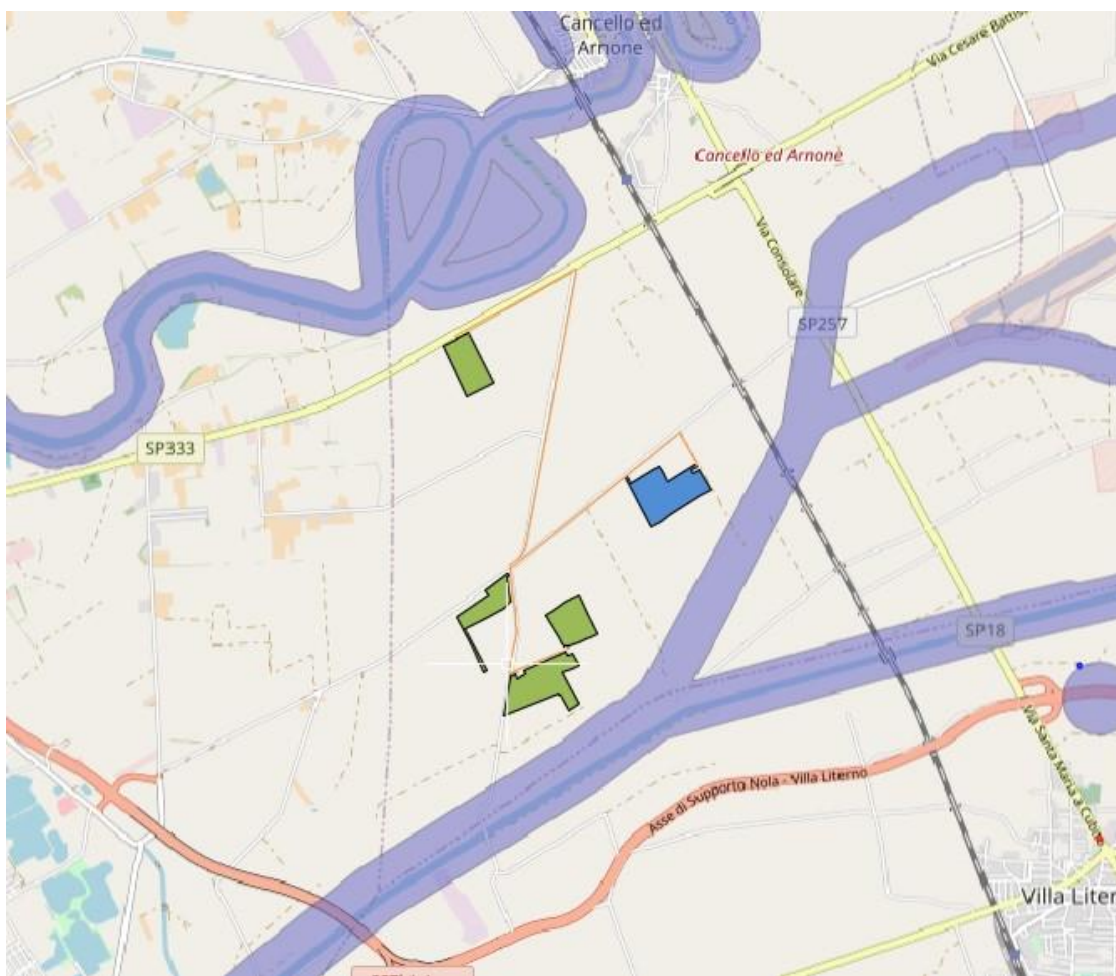 Cancello ed
Arnone
Via Cesare Battis
Cancello ed Arnone
Via Consolare
SP257
SP333
SP18
Via Santa Maria a Cubito
Asse di Supporto Nola - Villa Literno
Villa Liter